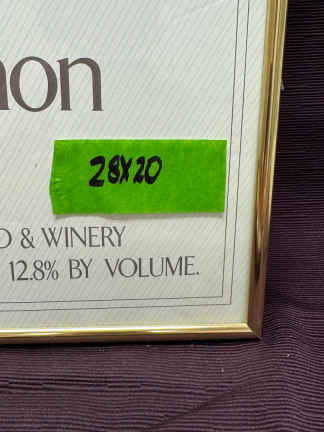 non
28X20
D & WINERY
12.8% BY VOLUME.